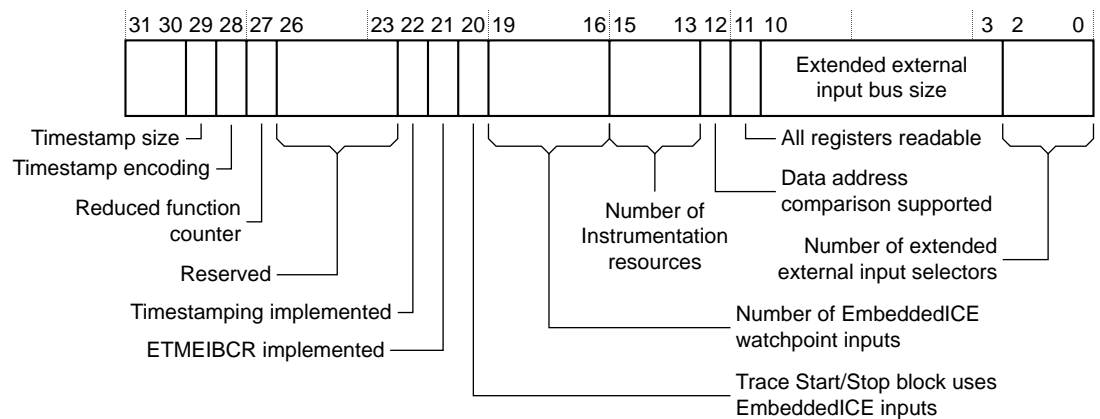 31 30 29 28 27 26 23 22 21 20 19 16 15 13 12 11 10 3 2 0
Extended external
input bus size
Timestamp size
Timestamp encoding
Reduced function
counter
Reserved
Timestamping implemented
ETMEIBCR implemented
Number of
Instrumentation
resources
All registers readable
Data address
comparison supported
Number of extended
external input selectors
Number of EmbeddedICE
watchpoint inputs
Trace Start/Stop block uses
EmbeddedICE inputs